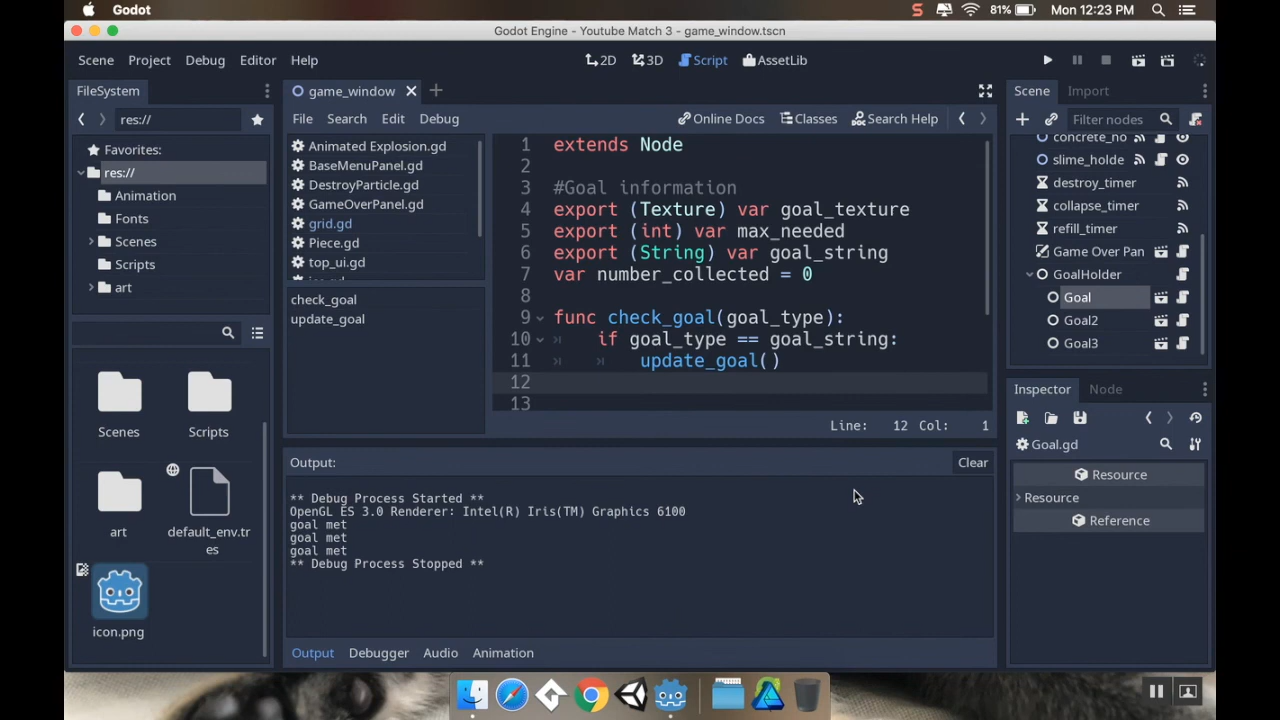 Godot
81%
Mon 12:23 PM
Godot Engine - Youtube Match 3 - game_window.tscn
Scene Project Debug Editor Help
2D 3D Script AssetLib
FileSystem
res://
Favorites:
res://
Animation
Fonts
Scenes
Scripts
art
Scenes
Scripts
art
default_env.tr
es
icon.png
game_window
File Search Edit Debug
Online Docs Classes Search Help
Animated Explosion.gd
BaseMenuPanel.gd
DestroyParticle.gd
GameOverPanel.gd
grid.gd
Piece.gd
top_ui.gd
check_goal
update_goal
1 extends Node
2
3 #Goal information
4 export (Texture) var goal_texture
5 export (int) var max_needed
6 export (String) var goal_string
7 var number_collected = 0
8
9 func check_goal(goal_type):
10 if goal_type == goal_string:
11 update_goal()
12
13
Line: 12 Col: 1
Output:
Clear
** Debug Process Started **
OpenGL ES 3.0 Renderer: Intel(R) Iris(TM) Graphics 6100
goal met
goal met
goal met
** Debug Process Stopped **
Output Debugger Audio Animation
Scene Import
Filter nodes
concrete_ho
slime_holde
destroy_timer
collapse_timer
refill_timer
Game Over Pan
GoalHolder
Goal
Goal2
Goal3
Inspector Node
Goal.gd
Resource
Resource
Reference